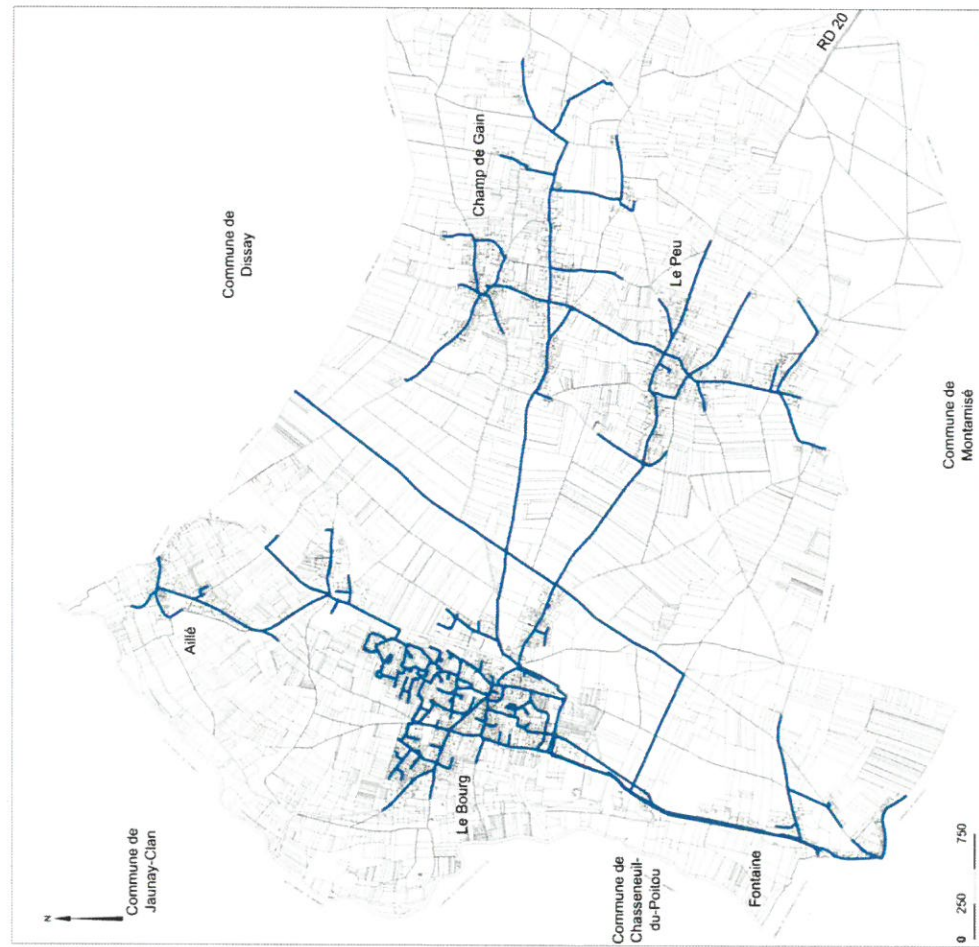 N
Commune de
Jaunay-Clan
Commune de
Dissay
Aillé
Champ de Gain
RD 20
Le Bourg
Le Peu
Commune de
Chasseneuil-
du-Poitou
Fontaine
Commune de
Montamisé
0 250 750